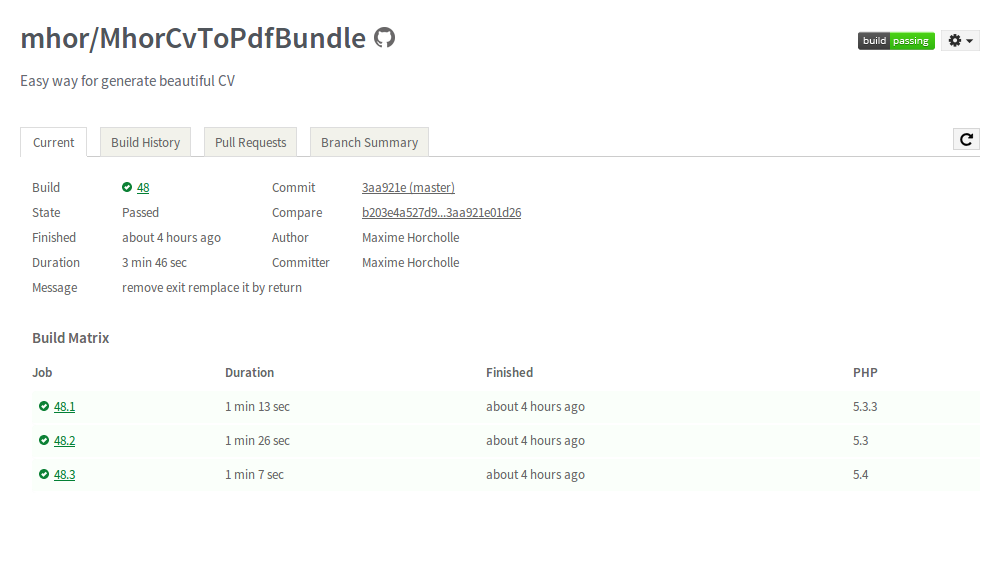 mhor/MhorCvToPdfBundle
build passing
Easy way for generate beautiful CV
Current Build History Pull Requests Branch Summary
Build 48 Commit 3aa921e (master)
State Passed Compare b203e4a527d9...3aa921e01d26
Finished about 4 hours ago Author Maxime Horcholle
Duration 3 min 46 sec Committer Maxime Horcholle
Message remove exit remplace it by return
Build Matrix
Job Duration Finished PHP
48.1 1 min 13 sec about 4 hours ago 5.3.3
48.2 1 min 26 sec about 4 hours ago 5.3
48.3 1 min 7 sec about 4 hours ago 5.4